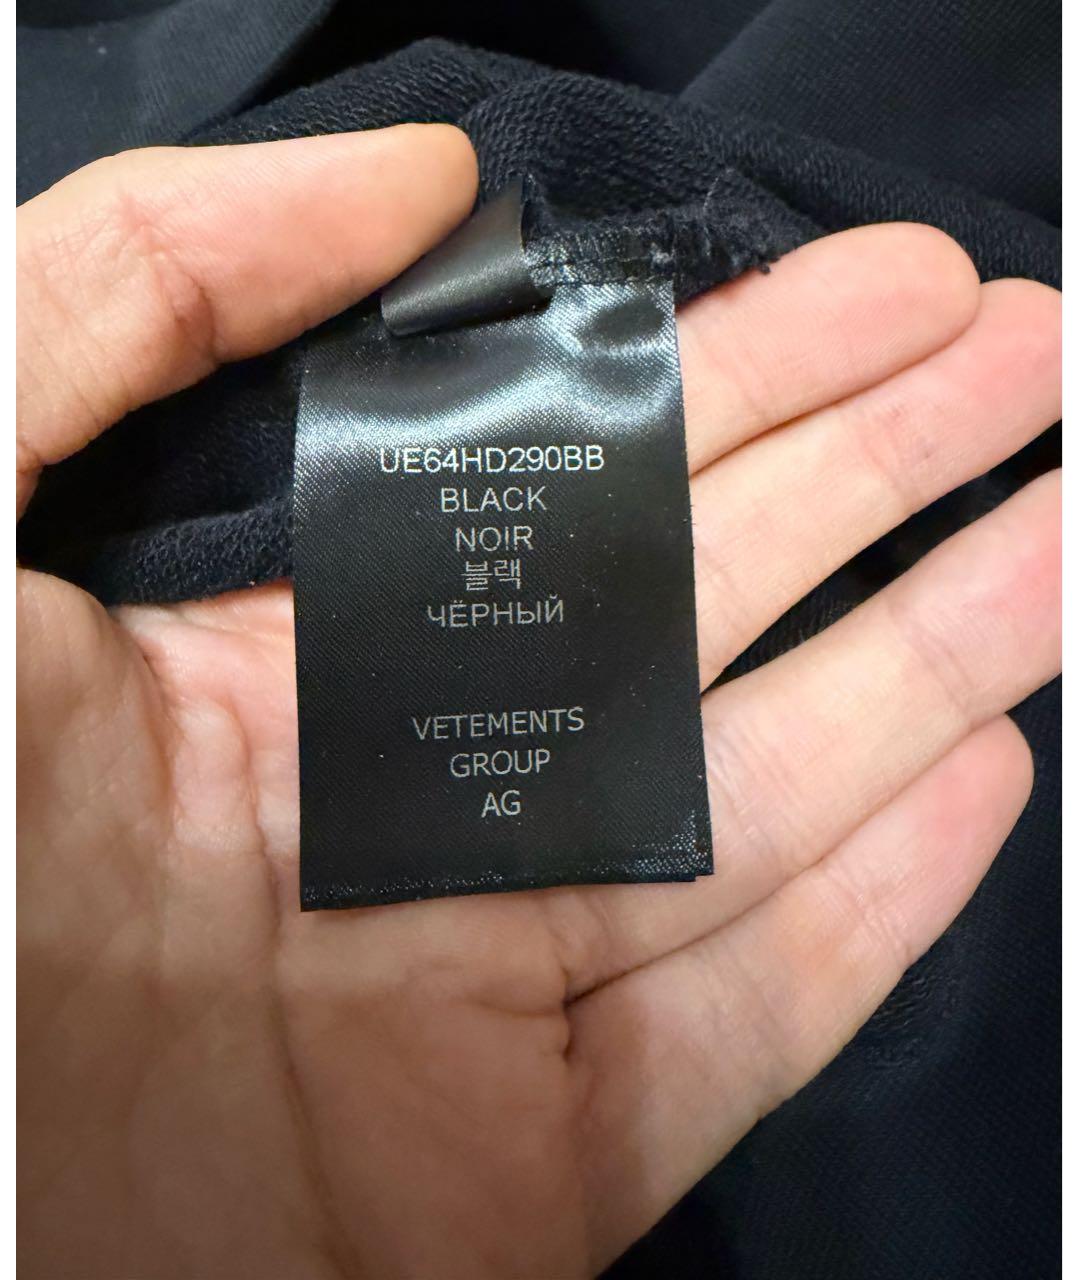 UE64HD290BB
BLACK
NOIR
블랙
ЧЁРНЫЙ
VETEMENTS
GROUP
AG